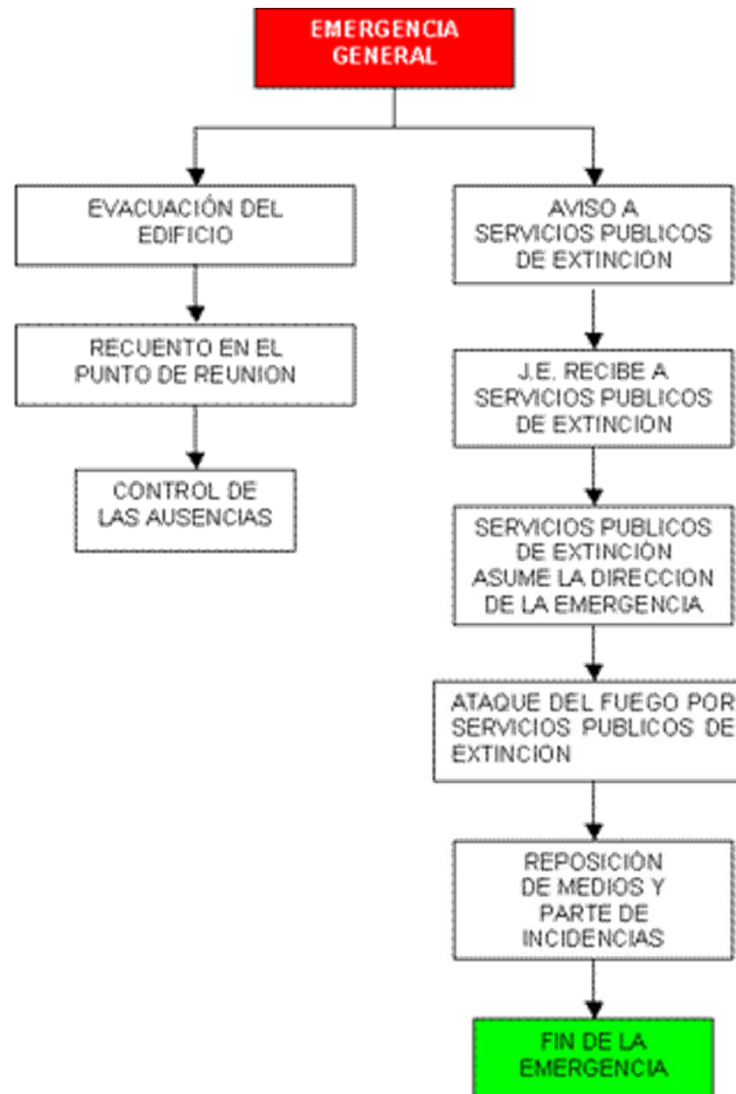 EMERGENCIA
GENERAL
EVACUACIÓN DEL
EDIFICIO
RECUENTO EN EL
PUNTO DE REUNION
CONTROL DE
LAS AUSENCIAS
AVISO A
SERVICIOS PUBLICOS
DE EXTINCION
J.E. RECIBE A
SERVICIOS PUBLICOS
DE EXTINCION
SERVICIOS PUBLICOS
DE EXTINCIÓN
ASUME LA DIRECCION
DE LA EMERGENCIA
ATAQUE DEL FUEGO POR
SERVICIOS PUBLICOS DE
EXTINCION
REPOSICIÓN
DE MEDIOS Y
PARTE DE
INCIDENCIAS
FIN DE LA
EMERGENCIA